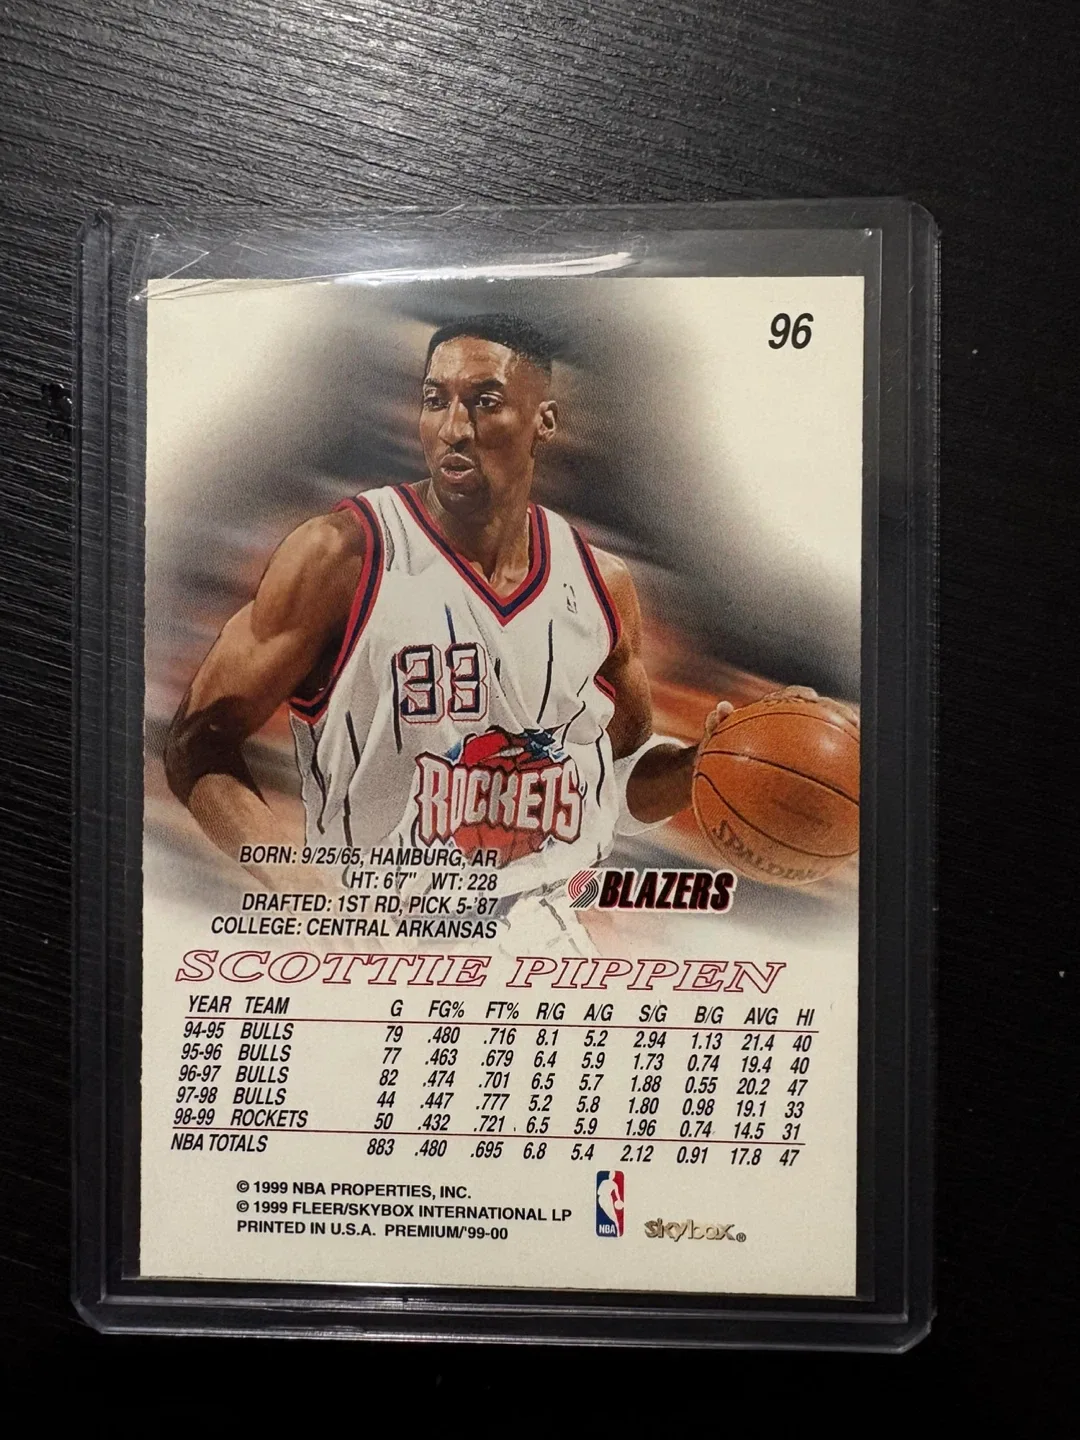 96
33
ROCKETS
SPALDING
BORN: 9/25/65, HAMBURG, AR
HT: 6'7" WT: 228
DRAFTED: 1ST RD, PICK 5-'87
COLLEGE: CENTRAL ARKANSAS
BLAZERS
SCOTTIE PIPPEN
YEAR TEAM G FG% FT% R/G A/G S/G B/G AVG HI
94-95 BULLS 79 .480 .716 8.1 5.2 2.94 1.13 21.4 40
95-96 BULLS 77 .463 .679 6.4 5.9 1.73 0.74 19.4 40
96-97 BULLS 82 .474 .701 6.5 5.7 1.88 0.55 20.2 47
97-98 BULLS 44 .447 .777 5.2 5.8 1.80 0.98 19.1 33
98-99 ROCKETS 50 .432 .721 6.5 5.9 1.96 0.74 14.5 31
NBA TOTALS 883 .480 .695 6.8 5.4 2.12 0.91 17.8 47
© 1999 NBA PROPERTIES, INC.
© 1999 FLEER/SKYBOX INTERNATIONAL LP
PRINTED IN U.S.A. PREMIUM/'99-00
NBA
skybox®